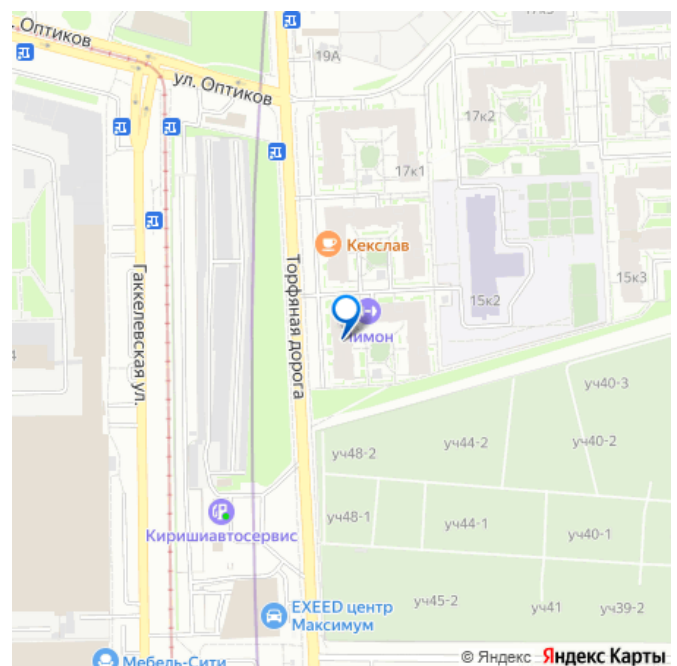 л. Оптиков
ул. Оптиков
19А
17к2
17к1
Кекслав
Гаккелевская ул.
Торфяная дорога
15к2
15к3
имон
4
уч40-3
уч48-2
уч44-2
уч40-2
уч48-1
уч44-1
уч40-1
Киришиавтосервис
уч45-2
уч41
уч39-2
EXEED центр
Максимум
Мебель-Сити
© Яндекс Яндекс Карты